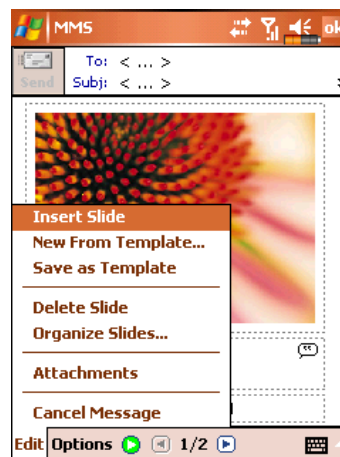 MMS ok
Send
To: < ... >
Subj: < ... >
Insert Slide
New From Template...
Save as Template
Delete Slide
Organize Slides...
Attachments
Cancel Message
Edit Options 1/2